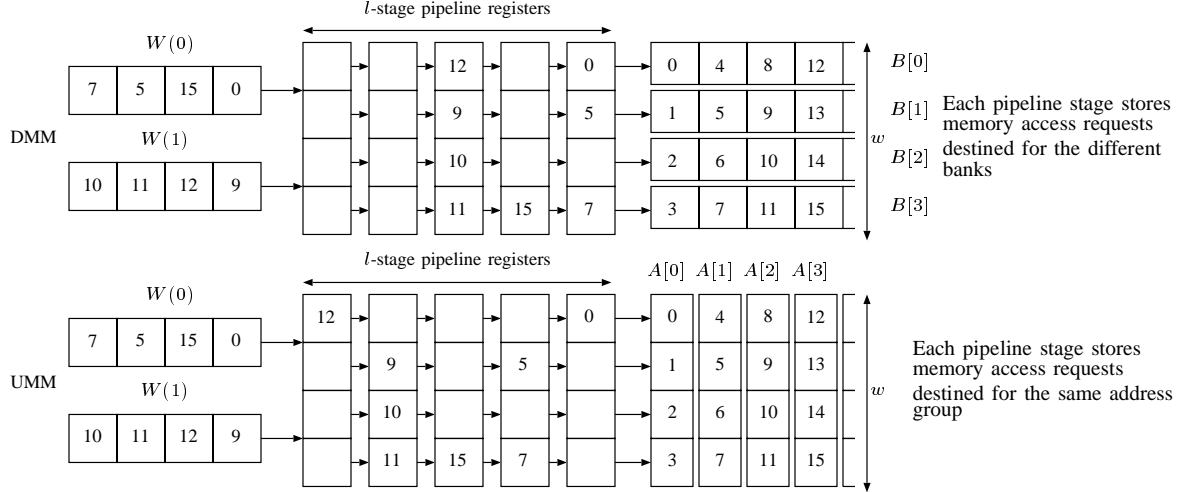 l-stage pipeline registers
W(0)
7 5 15 0
W(1)
10 11 12 9
DMM
12 0
9 5
10
11 15 7
0 4 8 12
1 5 9 13
2 6 10 14
3 7 11 15
w
B[0]
B[1]
B[2]
B[3]
Each pipeline stage stores
memory access requests
destined for the different
banks
l-stage pipeline registers
A[0] A[1] A[2] A[3]
W(0)
7 5 15 0
W(1)
10 11 12 9
UMM
12 0
9 5
10
11 15 7
0 4 8 12
1 5 9 13
2 6 10 14
3 7 11 15
w
Each pipeline stage stores
memory access requests
destined for the same address
group